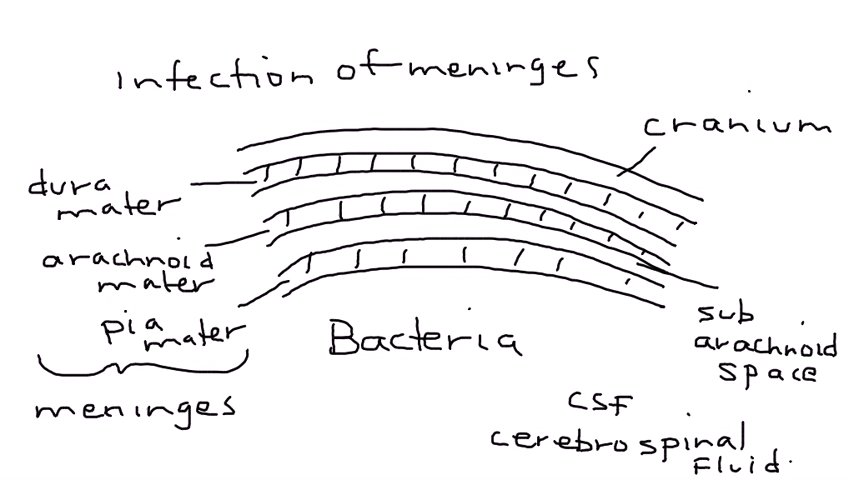 Infection of meninges
cranium
dura
mater
arachnoid
mater
pia
mater
meninges
Bacteria
sub
arachnoid
space
CSF
cerebrospinal
Fluid.